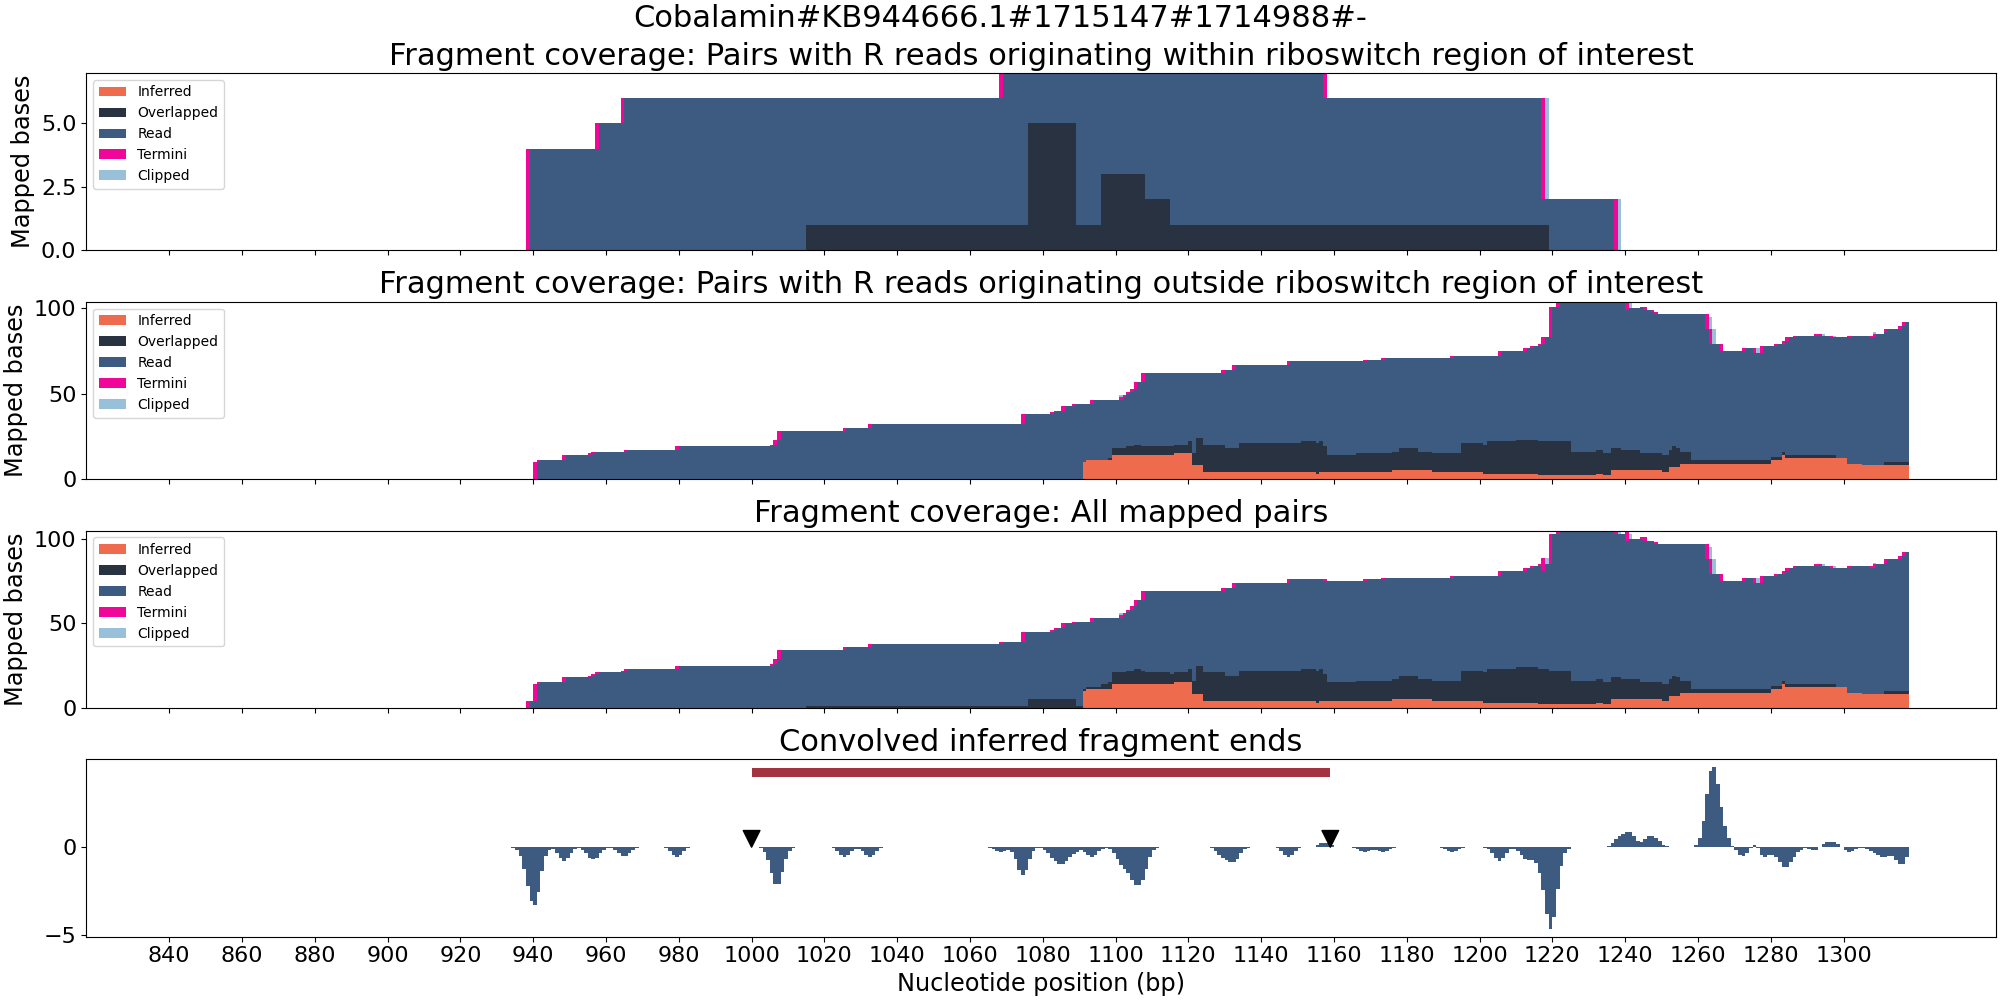 Cobalamin#KB944666.1#1715147#1714988#-
Fragment coverage: Pairs with R reads originating within riboswitch region of interest
Mapped bases
5.0
2.5
0.0
Inferred
Overlapped
Read
Termini
Clipped
Fragment coverage: Pairs with R reads originating outside riboswitch region of interest
Mapped bases
100
50
0
Inferred
Overlapped
Read
Termini
Clipped
Fragment coverage: All mapped pairs
Mapped bases
100
50
0
Inferred
Overlapped
Read
Termini
Clipped
Convolved inferred fragment ends
0
−5
840 860 880 900 920 940 960 980 1000 1020 1040 1060 1080 1100 1120 1140 1160 1180 1200 1220 1240 1260 1280 1300
Nucleotide position (bp)